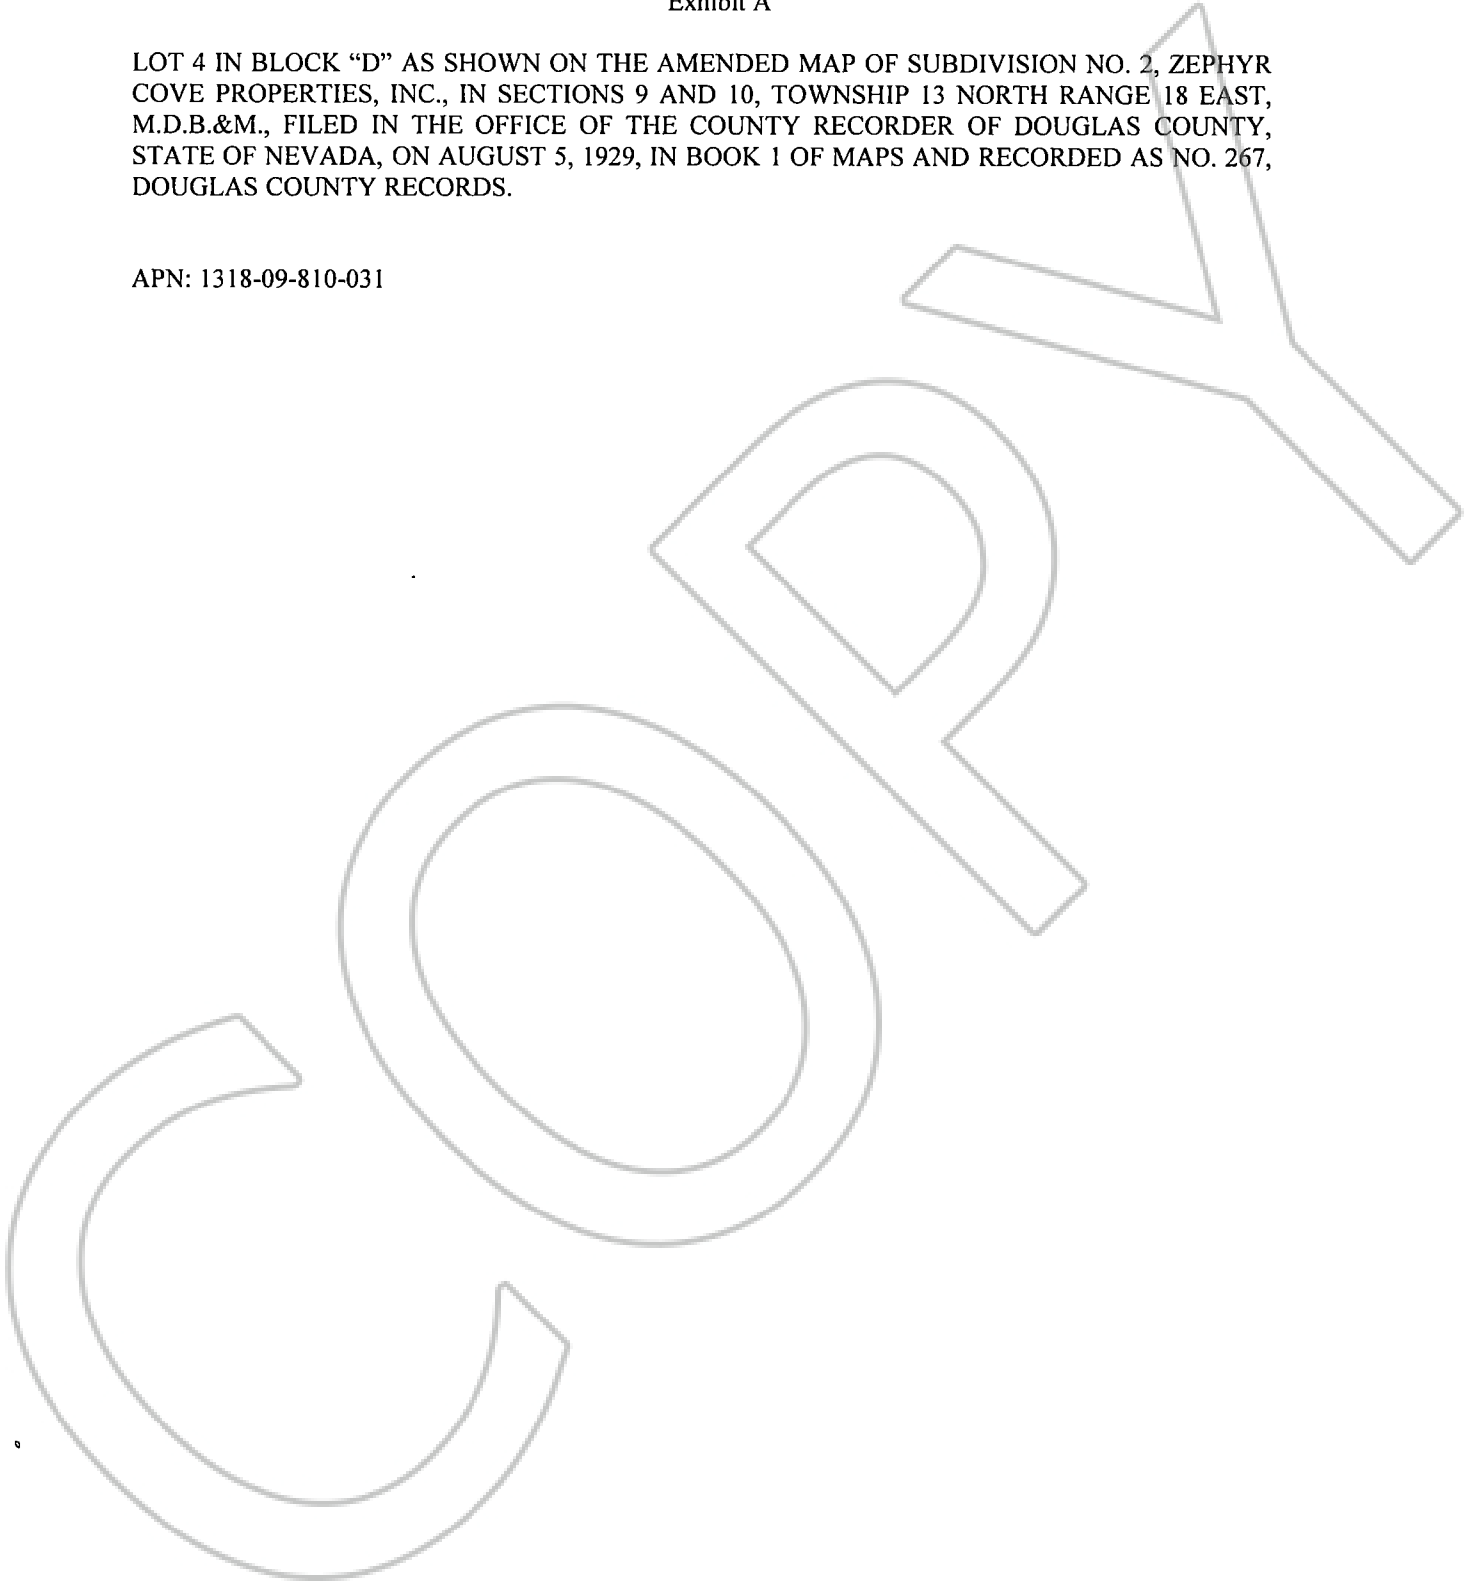 Exhibit A
LOT 4 IN BLOCK “D” AS SHOWN ON THE AMENDED MAP OF SUBDIVISION NO. 2, ZEPHYR
COVE PROPERTIES, INC., IN SECTIONS 9 AND 10, TOWNSHIP 13 NORTH RANGE 18 EAST,
M.D.B.&M., FILED IN THE OFFICE OF THE COUNTY RECORDER OF DOUGLAS COUNTY,
STATE OF NEVADA, ON AUGUST 5, 1929, IN BOOK 1 OF MAPS AND RECORDED AS NO. 267,
DOUGLAS COUNTY RECORDS.
APN: 1318-09-810-031
COPY